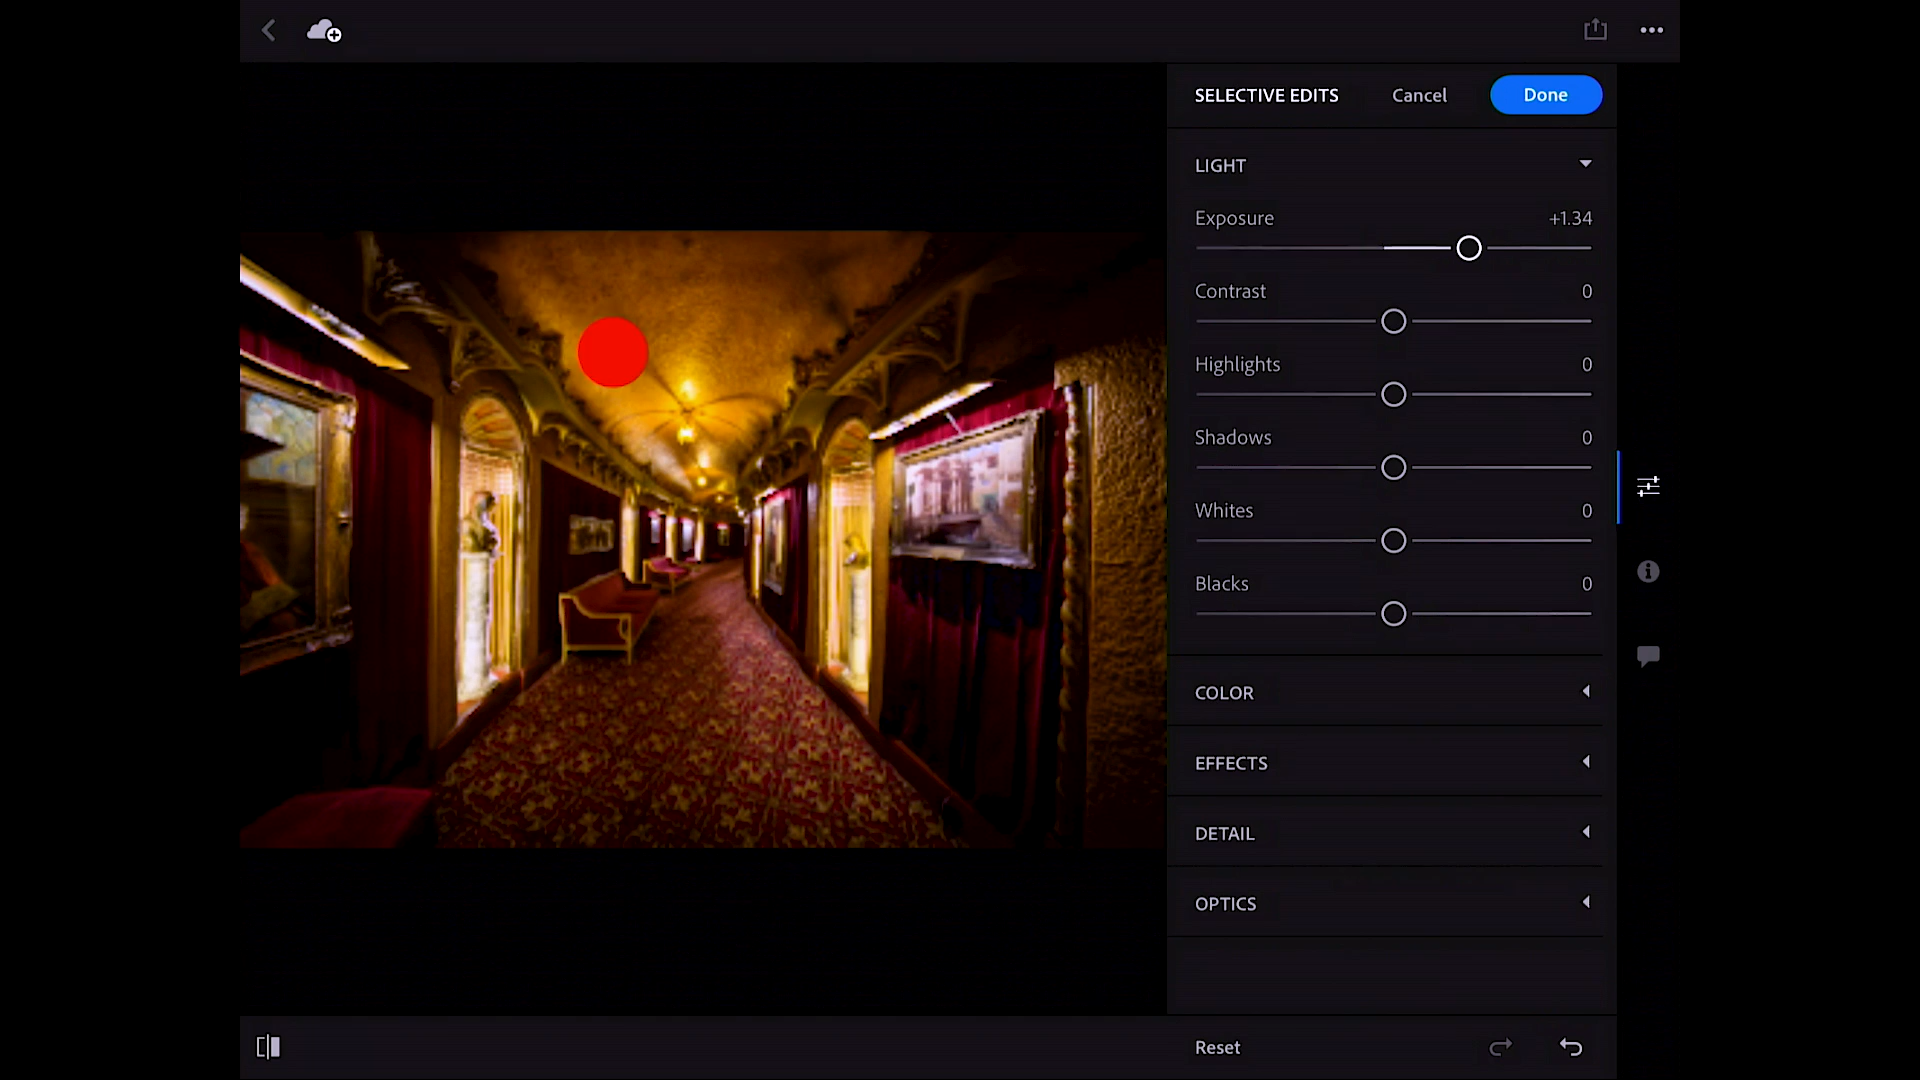 SELECTIVE EDITS Cancel Done
LIGHT
Exposure +1.34
Contrast 0
Highlights 0
Shadows 0
Whites 0
Blacks 0
COLOR
EFFECTS
DETAIL
OPTICS
Reset